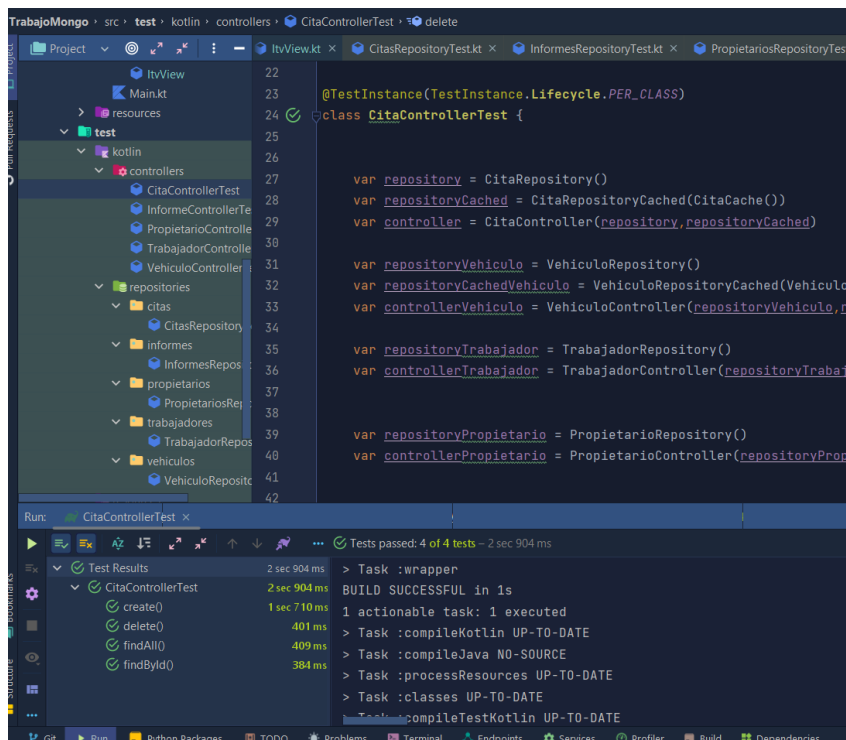 TrabajoMongo › src › test › kotlin › controllers › CitaControllerTest › delete
Project
ItvView.kt × CitasRepositoryTest.kt × InformesRepositoryTest.kt × PropietariosRepositoryTes
ItvView
Main.kt
resources
test
kotlin
controllers
CitaControllerTest
InformeControllerTe
PropietarioControlle
TrabajadorControlle
VehiculoController
repositories
citas
CitasRepository
informes
InformesRepos
propietarios
PropietariosRep
trabajadores
TrabajadorRepos
vehiculos
VehiculoReposito
22
23 @TestInstance(TestInstance.Lifecycle.PER_CLASS)
24 class CitaControllerTest {
25
26
27 var repository = CitaRepository()
28 var repositoryCached = CitaRepositoryCached(CitaCache())
29 var controller = CitaController(repository,repositoryCached)
30
31 var repositoryVehiculo = VehiculoRepository()
32 var repositoryCachedVehiculo = VehiculoRepositoryCached(Vehiculo
33 var controllerVehiculo = VehiculoController(repositoryVehiculo,r
34
35 var repositoryTrabajador = TrabajadorRepository()
36 var controllerTrabajador = TrabajadorController(repositoryTrabaj
37
38
39 var repositoryPropietario = PropietarioRepository()
40 var controllerPropietario = PropietarioController(repositoryProp
41
42
Run: CitaControllerTest ×
Tests passed: 4 of 4 tests – 2 sec 904 ms
Test Results 2 sec 904 ms
CitaControllerTest 2 sec 904 ms
create() 1 sec 710 ms
delete() 401 ms
findAll() 409 ms
findById() 384 ms
> Task :wrapper
BUILD SUCCESSFUL in 1s
1 actionable task: 1 executed
> Task :compileKotlin UP-TO-DATE
> Task :compileJava NO-SOURCE
> Task :processResources UP-TO-DATE
> Task :classes UP-TO-DATE
> Task :compileTestKotlin UP-TO-DATE
Project
Pull Requests
Bookmarks
Structure
Git Run Python Packages TODO Problems Terminal Endpoints Services Profiler Build Dependencies